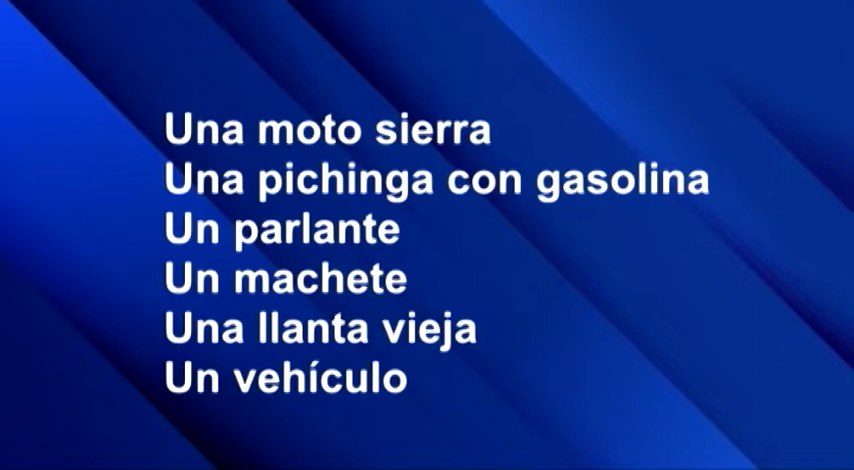 Una moto sierra
Una pichinga con gasolina
Un parlante
Un machete
Una llanta vieja
Un vehículo